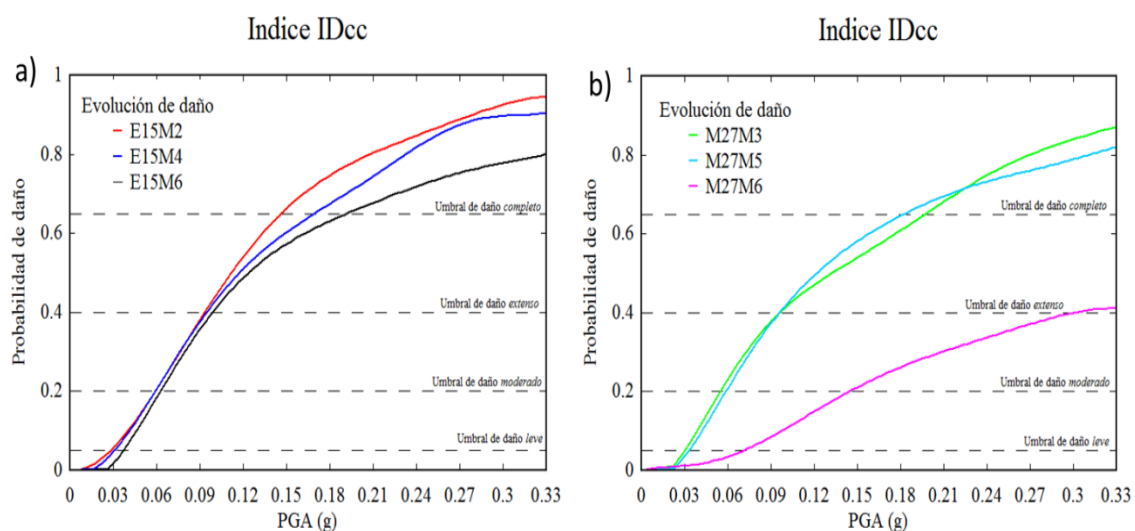 Indice IDcc
a)
Evolución de daño
E15M2
E15M4
E15M6
Umbral de daño completo
Umbral de daño extenso
Umbral de daño moderado
Umbral de daño leve
Probabilidad de daño
1
0.8
0.6
0.4
0.2
0
0 0.03 0.06 0.09 0.12 0.15 0.18 0.21 0.24 0.27 0.3 0.33
PGA (g)
Indice IDcc
b)
Evolución de daño
M27M3
M27M5
M27M6
Umbral de daño completo
Umbral de daño extenso
Umbral de daño moderado
Umbral de daño leve
Probabilidad de daño
1
0.8
0.6
0.4
0.2
0
0 0.03 0.06 0.09 0.12 0.15 0.18 0.21 0.24 0.27 0.3 0.33
PGA (g)